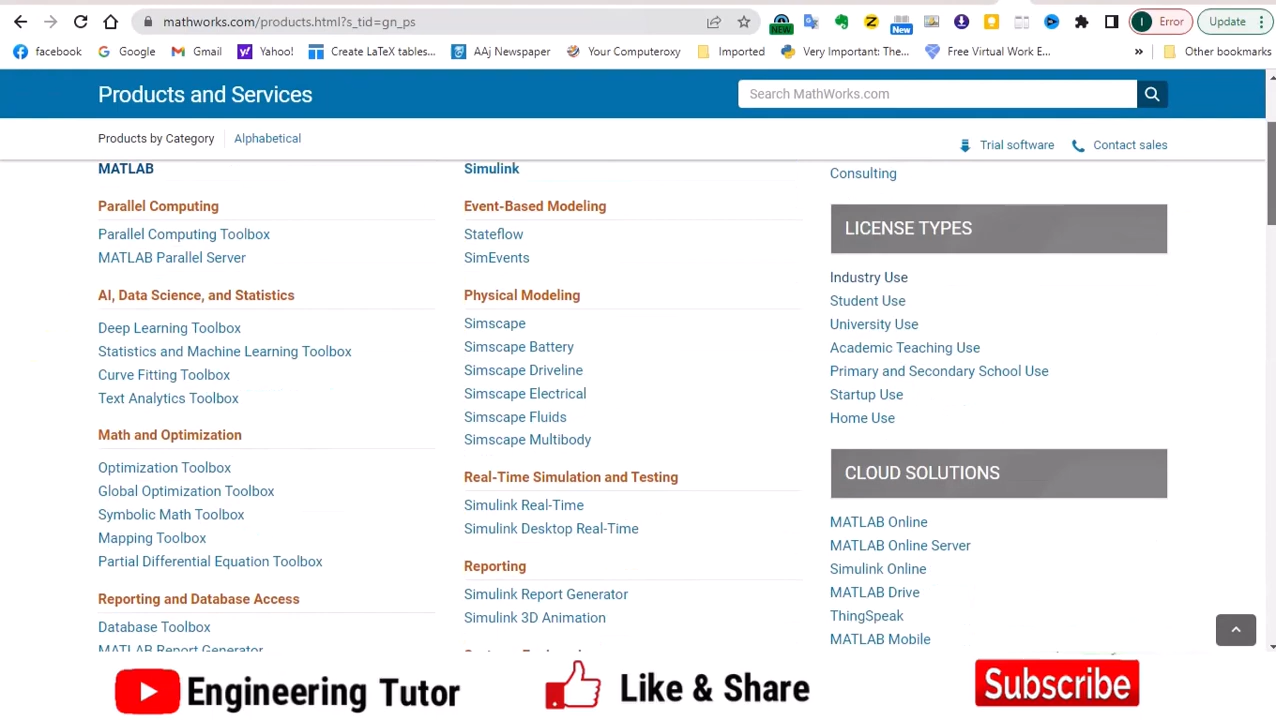 mathworks.com/products.html?s_tid=gn_ps
NEW
New
I
Error
Update
facebook
Google
Gmail
Yahoo!
Create LaTeX tables...
AAj Newspaper
Your Computeroxy
Imported
Very Important: The...
Free Virtual Work E...
»
Other bookmarks
Products and Services
Search MathWorks.com
Products by Category
Alphabetical
Trial software
Contact sales
MATLAB
Parallel Computing
Parallel Computing Toolbox
MATLAB Parallel Server
AI, Data Science, and Statistics
Deep Learning Toolbox
Statistics and Machine Learning Toolbox
Curve Fitting Toolbox
Text Analytics Toolbox
Math and Optimization
Optimization Toolbox
Global Optimization Toolbox
Symbolic Math Toolbox
Mapping Toolbox
Partial Differential Equation Toolbox
Reporting and Database Access
Database Toolbox
MATLAB Report Generator
Simulink
Event-Based Modeling
Stateflow
SimEvents
Physical Modeling
Simscape
Simscape Battery
Simscape Driveline
Simscape Electrical
Simscape Fluids
Simscape Multibody
Real-Time Simulation and Testing
Simulink Real-Time
Simulink Desktop Real-Time
Reporting
Simulink Report Generator
Simulink 3D Animation
Consulting
LICENSE TYPES
Industry Use
Student Use
University Use
Academic Teaching Use
Primary and Secondary School Use
Startup Use
Home Use
CLOUD SOLUTIONS
MATLAB Online
MATLAB Online Server
Simulink Online
MATLAB Drive
ThingSpeak
MATLAB Mobile
Engineering Tutor
Like & Share
Subscribe